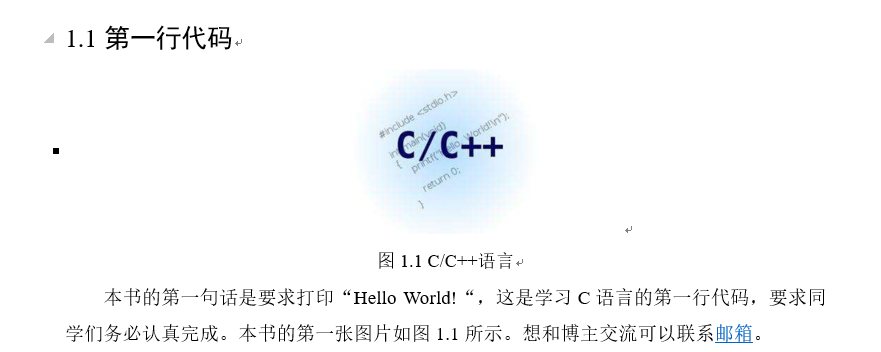 1.1 第一行代码
#include <stdio.h>
int main(void)
{ printf("Hello, World!\n");
return 0;
}
C/C++
图 1.1 C/C++语言
本书的第一句话是要求打印“Hello World! “，这是学习 C 语言的第一行代码，要求同
学们务必认真完成。本书的第一张图片如图 1.1 所示。想和博主交流可以联系邮箱。